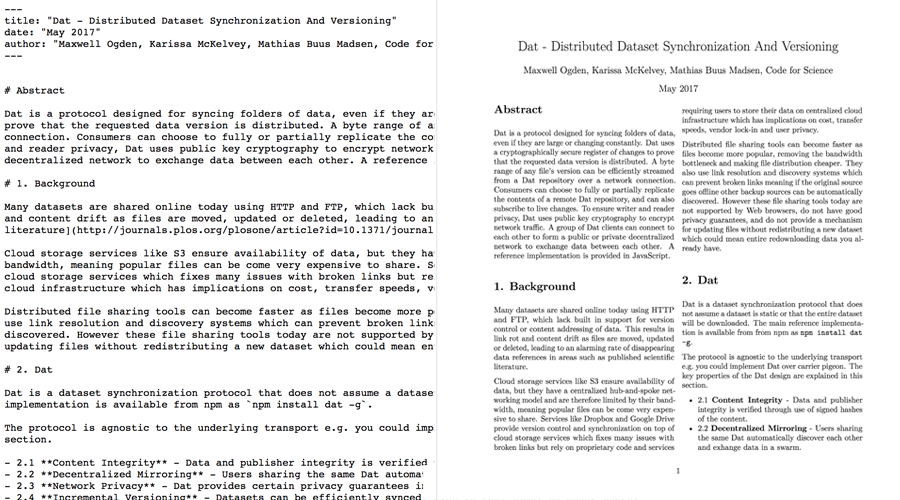 ---
title: "Dat - Distributed Dataset Synchronization And Versioning"
date: "May 2017"
author: "Maxwell Ogden, Karissa McKelvey, Mathias Buus Madsen, Code for
---
# Abstract
Dat is a protocol designed for syncing folders of data, even if they are
prove that the requested data version is distributed. A byte range of a
connection. Consumers can choose to fully or partially replicate the co
and reader privacy, Dat uses public key cryptography to encrypt network
decentralized network to exchange data between each other. A reference
# 1. Background
Many datasets are shared online today using HTTP and FTP, which lack bu
and content drift as files are moved, updated or deleted, leading to an
literature](http://journals.plos.org/plosone/article?id=10.1371/journal
Cloud storage services like S3 ensure availability of data, but they ha
bandwidth, meaning popular files can be come very expensive to share. S
cloud storage services which fixes many issues with broken links but re
cloud infrastructure which has implications on cost, transfer speeds, v
Distributed file sharing tools can become faster as files become more p
use link resolution and discovery systems which can prevent broken link
discovered. However these file sharing tools today are not supported by
updating files without redistributing a new dataset which could mean en
# 2. Dat
Dat is a dataset synchronization protocol that does not assume a datase
implementation is available from npm as `npm install dat -g`.
The protocol is agnostic to the underlying transport e.g. you could imp
section.
- 2.1 **Content Integrity** - Data and publisher integrity is verified
- 2.2 **Decentralized Mirroring** - Users sharing the same Dat automa
- 2.3 **Network Privacy** - Dat provides certain privacy guarantees i
- 2.4 **Incremental Versioning** - Datasets can be efficiently synced
Dat - Distributed Dataset Synchronization And Versioning
Maxwell Ogden, Karissa McKelvey, Mathias Buus Madsen, Code for Science
May 2017
Abstract
Dat is a protocol designed for syncing folders of data,
even if they are large or constantly changing. Dat uses
a cryptographically secure register of changes to prove
that the requested data version is distributed. A byte
range of any file's version can be efficiently streamed
from a Dat repository over a network connection.
Consumers can choose to fully or partially replicate the
contents of a remote Dat repository, and can also
subscribe to live changes. To ensure writer and reader
privacy, Dat uses public key cryptography to encrypt
network traffic. A group of Dat clients can connect to
each other to form a public or private decentralized
network to exchange data between each other. A
reference implementation is provided in JavaScript.
1. Background
Many datasets are shared online today using HTTP
and FTP, which lack built in support for version
control or content addressing of data. This results in
link rot and content drift as files are moved, updated
or deleted, leading to an alarming rate of disappearing
data references in areas such as published scientific
literature.
Cloud storage services like S3 ensure availability of
data, but they have a centralized hub-and-spoke net-
working model and are therefore limited by their band-
width, meaning popular files can be come very expen-
sive to share. Services like Dropbox and Google Drive
provide version control and synchronization on top of
cloud storage services which fixes many issues with
broken links but rely on proprietary code and services
requiring users to store their data on centralized cloud
infrastructure which has implications on cost, transfer
speeds, vendor lock-in and user privacy.
Distributed file sharing tools can become faster as
files become more popular, removing the bandwidth
bottleneck and making file distribution cheaper. They
also use link resolution and discovery systems which
can prevent broken links meaning if the original source
goes offline other backup sources can be automatically
discovered. However these file sharing tools today are
not supported by Web browsers, do not have good
privacy guarantees, and do not provide a mechanism
for updating files without redistributing a new dataset
which could mean entire redownloading data you al-
ready have.
2. Dat
Dat is a dataset synchronization protocol that does
not assume a dataset is static or that the entire dataset
will be downloaded. The main reference implementa-
tion is available from from npm as npm install dat
-g.
The protocol is agnostic to the underlying transport
e.g. you could implement Dat over carrier pigeon. The
key properties of the Dat design are explained in this
section.
• 2.1 Content Integrity - Data and publisher
integrity is verified through use of signed hashes
of the content.
• 2.2 Decentralized Mirroring - Users sharing
the same Dat automatically discover each other
and exhange data in a swarm.
1